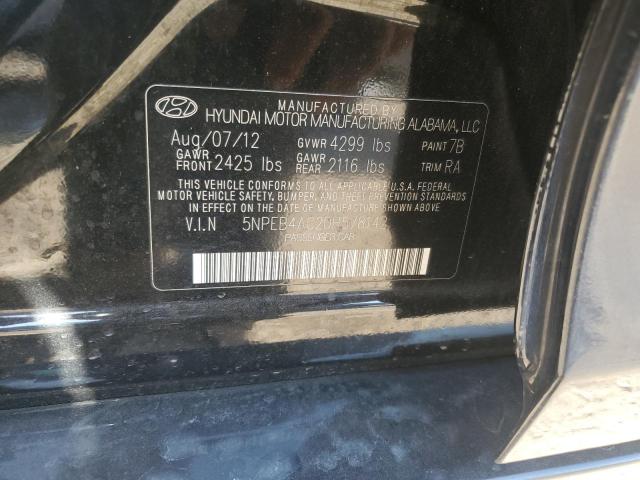 MANUFACTURED BY
HYUNDAI MOTOR MANUFACTURING ALABAMA, LLC
Aug/07/12 GVWR 4299 lbs PAINT 7B
GAWR FRONT 2425 lbs GAWR REAR 2116 lbs TRIM RA
THIS VEHICLE CONFORMS TO ALL APPLICABLE U.S.A. FEDERAL
MOTOR VEHICLE SAFETY, BUMPER, AND THEFT PREVENTION STANDARDS
IN EFFECT ON THE DATE OF MANUFACTURE SHOWN ABOVE.
V.I.N
PASSENGER CAR